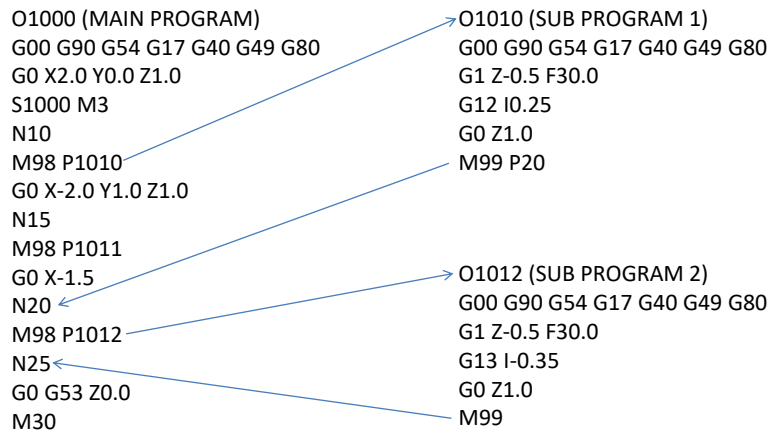 O1000 (MAIN PROGRAM)
G00 G90 G54 G17 G40 G49 G80
G0 X2.0 Y0.0 Z1.0
S1000 M3
N10
M98 P1010
G0 X-2.0 Y1.0 Z1.0
N15
M98 P1011
G0 X-1.5
N20
M98 P1012
N25
G0 G53 Z0.0
M30
O1010 (SUB PROGRAM 1)
G00 G90 G54 G17 G40 G49 G80
G1 Z-0.5 F30.0
G12 I0.25
G0 Z1.0
M99 P20
O1012 (SUB PROGRAM 2)
G00 G90 G54 G17 G40 G49 G80
G1 Z-0.5 F30.0
G13 I-0.35
G0 Z1.0
M99